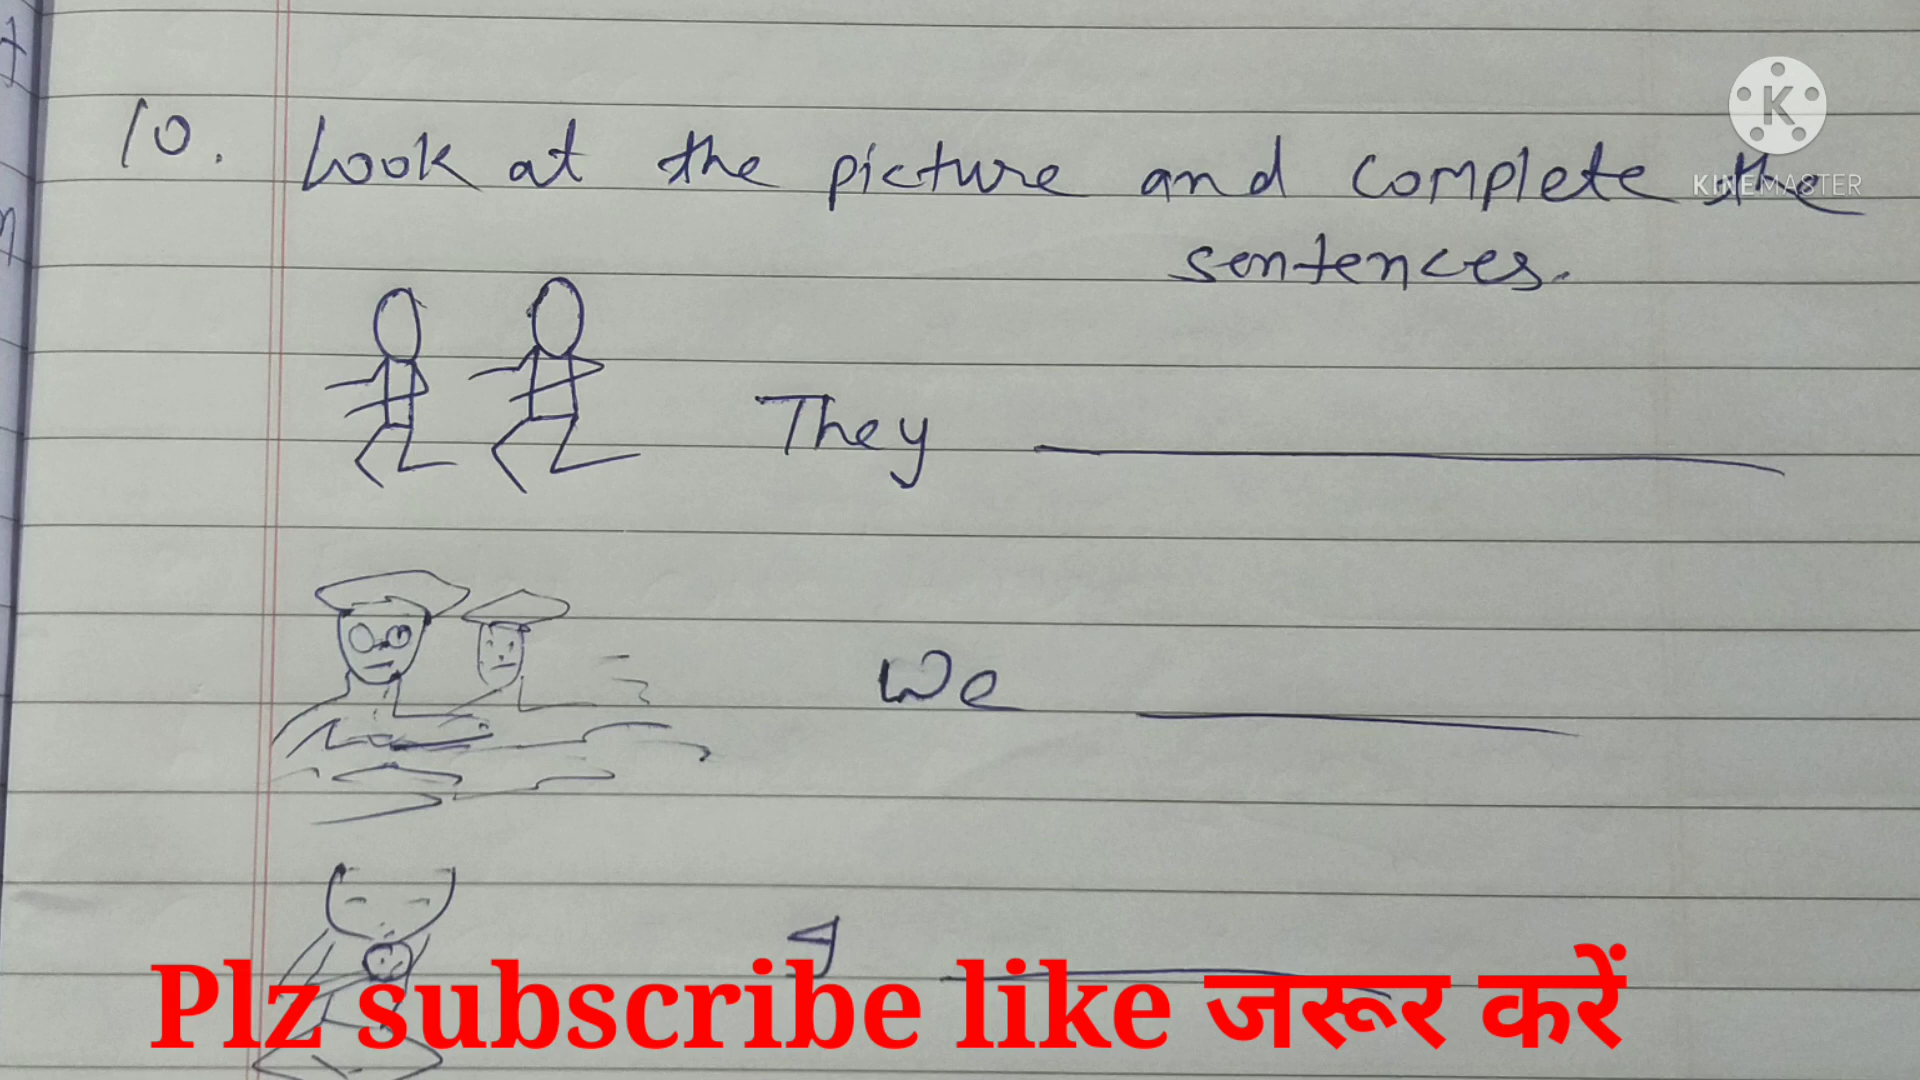 10. Look at the picture and complete the
sentences.
They
We
I
KINEMASTER
Plz subscribe like जरूर करें